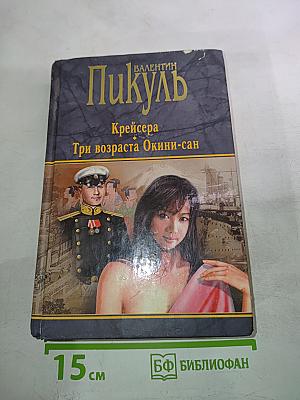 ВАЛЕНТИН
ПИКУЛЬ
Крейсера
Три возраста Окини-сан
15 см
БФ БИБЛИОФАН